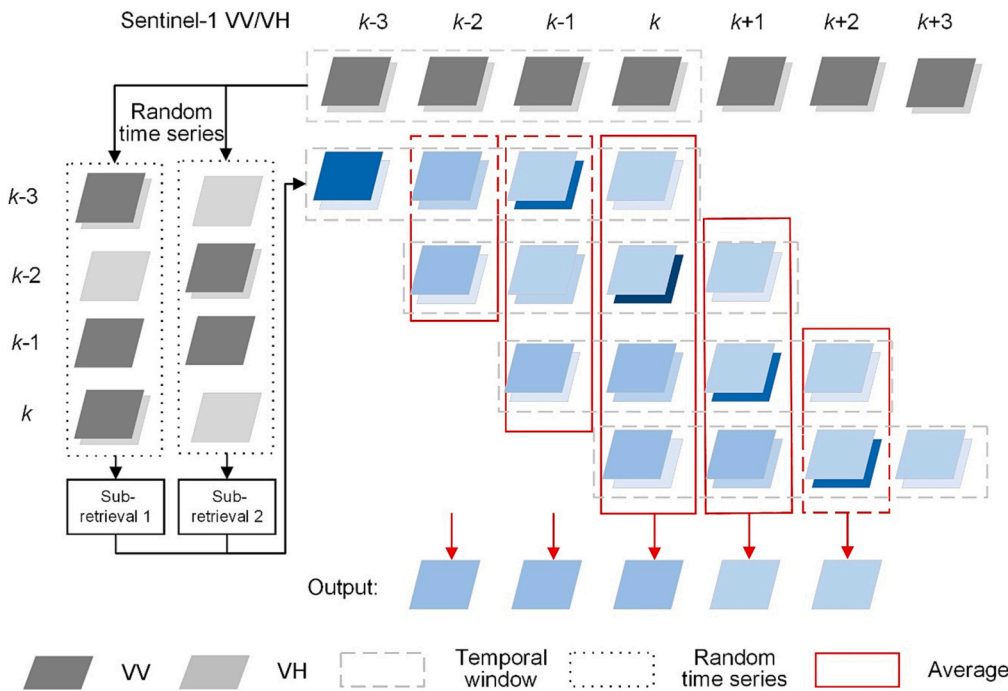 Sentinel-1 VV/VH k-3 k-2 k-1 k k+1 k+2 k+3
Random
time series
k-3
k-2
k-1
k
Sub-
retrieval 1
Sub-
retrieval 2
Output:
VV VH Temporal
window Random
time series Average